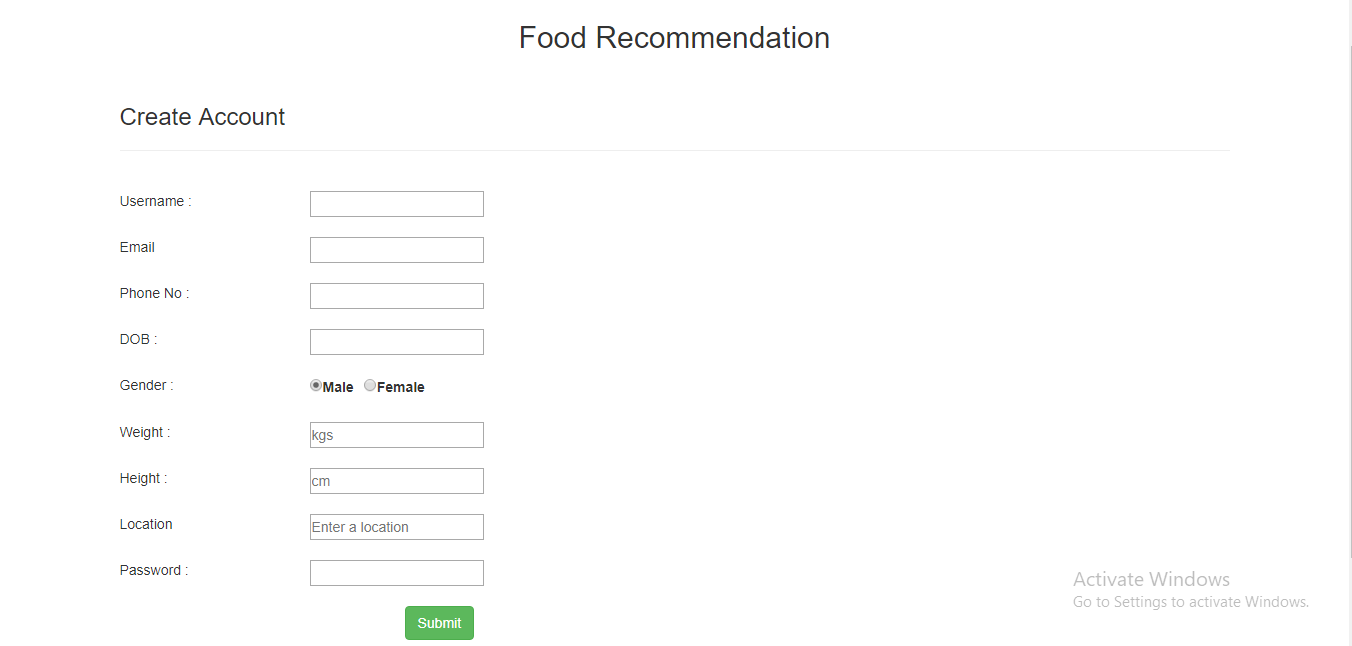 Food Recommendation
Create Account
Username :
Email
Phone No :
DOB :
Gender : Male Female
Weight : kgs
Height : cm
Location Enter a location
Password :
Submit
Activate Windows
Go to Settings to activate Windows.